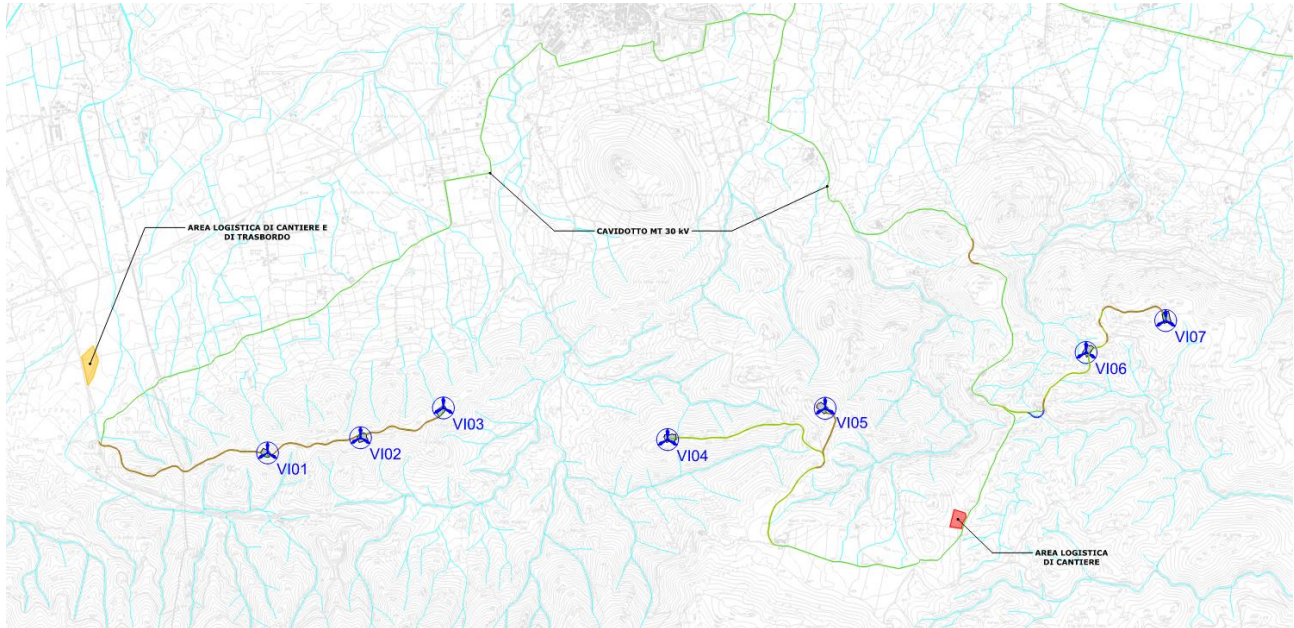 AREA LOGISTICA DI CANTIERE E
DI TRASBORDO
CAVIDOTTO MT 30 kV
VI07
VI06
VI05
VI03
VI04
VI02
VI01
AREA LOGISTICA
DI CANTIERE